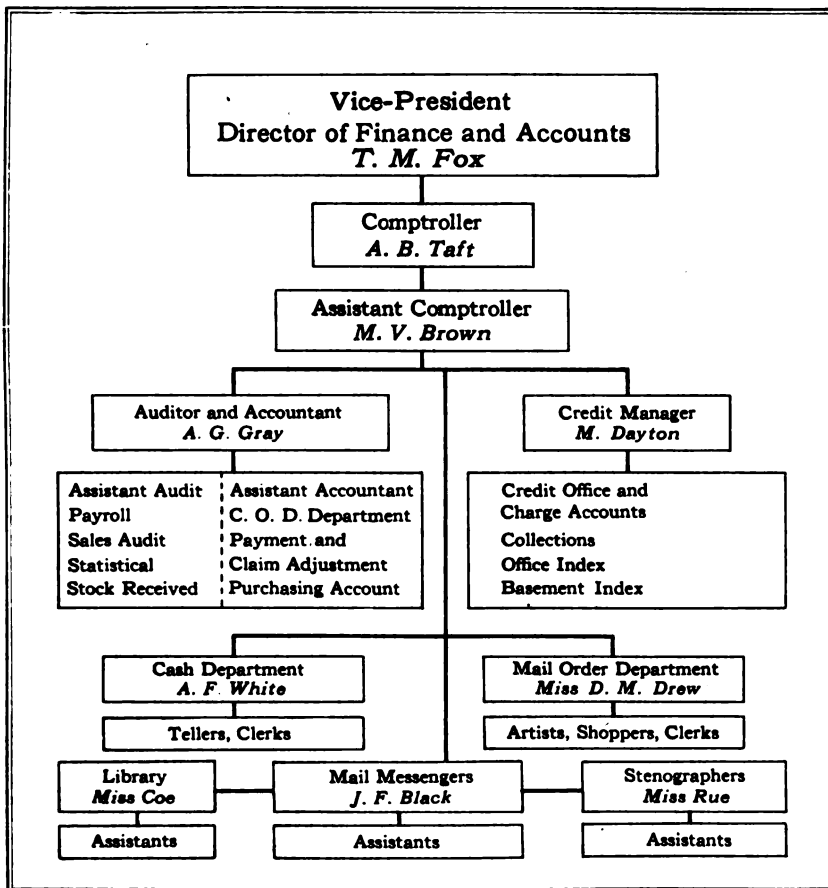 Vice-President
Director of Finance and Accounts
T. M. Fox
Comptroller
A. B. Taft
Assistant Comptroller
M. V. Brown
Auditor and Accountant
A. G. Gray
Credit Manager
M. Dayton
Assistant Audit
Payroll
Sales Audit
Statistical
Stock Received
Assistant Accountant
C. O. D. Department
Payment and
Claim Adjustment
Purchasing Account
Credit Office and
Charge Accounts
Collections
Office Index
Basement Index
Cash Department
A. F. White
Mail Order Department
Miss D. M. Drew
Tellers, Clerks
Artists, Shoppers, Clerks
Library
Miss Coe
Mail Messengers
J. F. Black
Stenographers
Miss Rue
Assistants
Assistants
Assistants